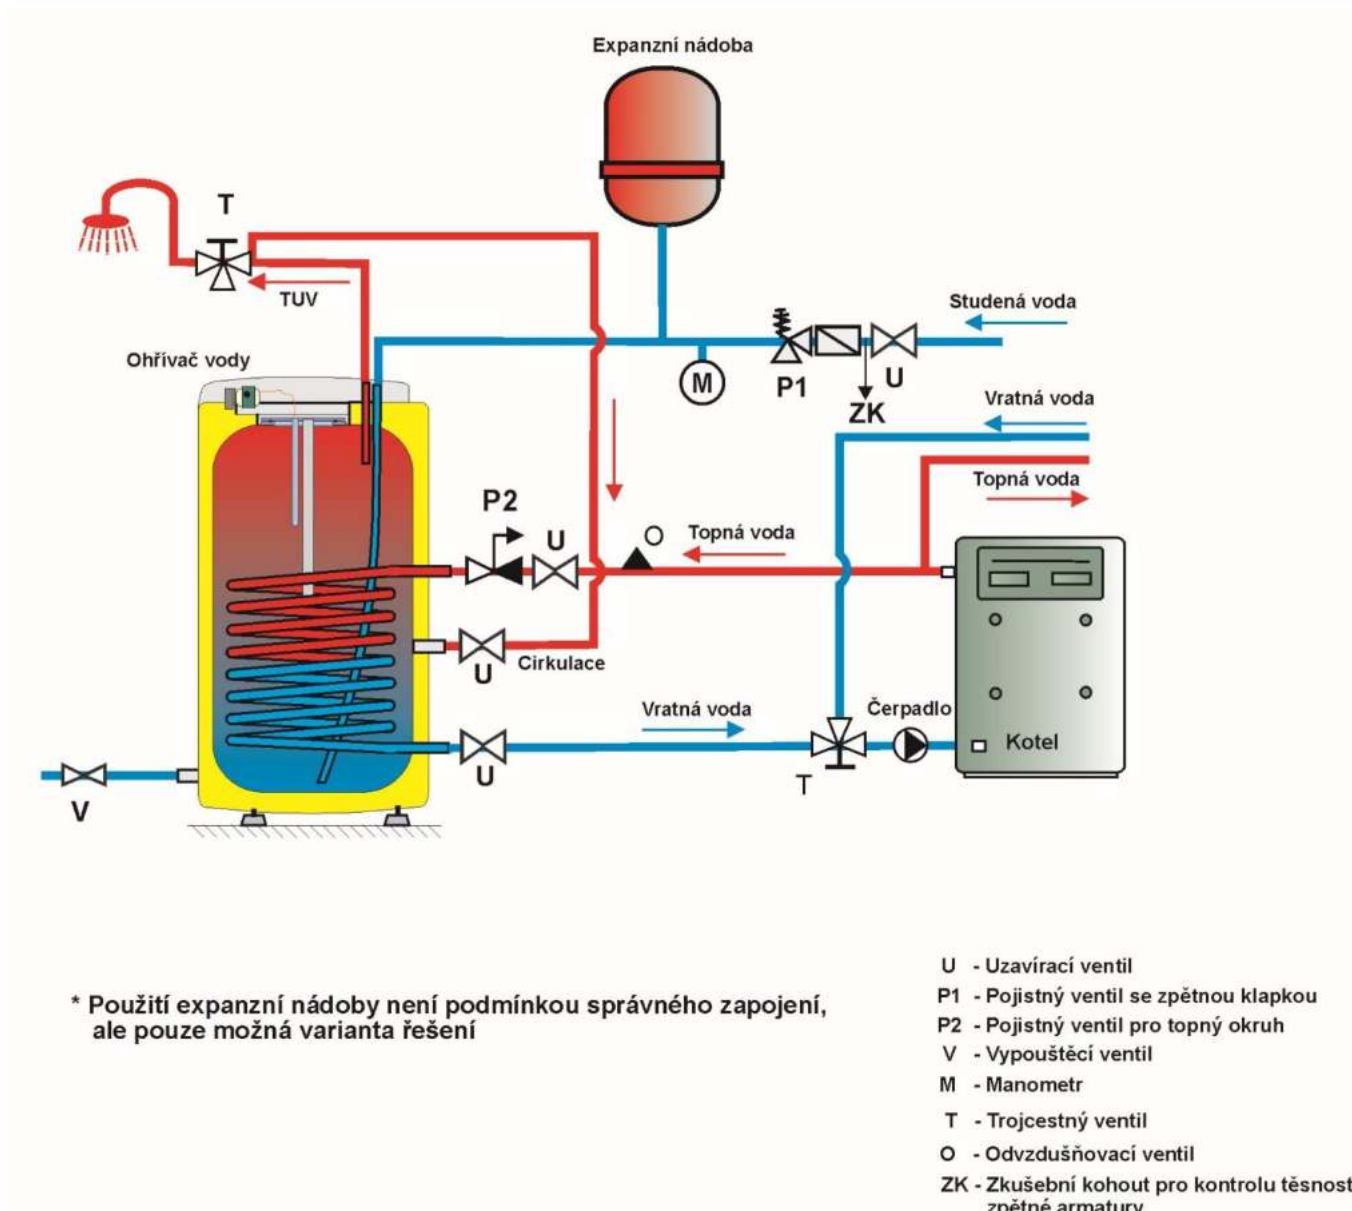 Expanzní nádoba
T
TUV
Studená voda
Ohřívač vody
M
P1
U
ZK
Vratná voda
Topná voda
P2
U
O
Topná voda
U
Cirkulace
Vratná voda
Čerpadlo
Kotel
U
T
V
* Použití expanzní nádoby není podmínkou správného zapojení,
ale pouze možná varianta řešení
U - Uzavírací ventil
P1 - Pojistný ventil se zpětnou klapkou
P2 - Pojistný ventil pro topný okruh
V - Vypouštěcí ventil
M - Manometr
T - Trojcestný ventil
O - Odvzdušňovací ventil
ZK - Zkušební kohout pro kontrolu těsnost
zpětné armatury